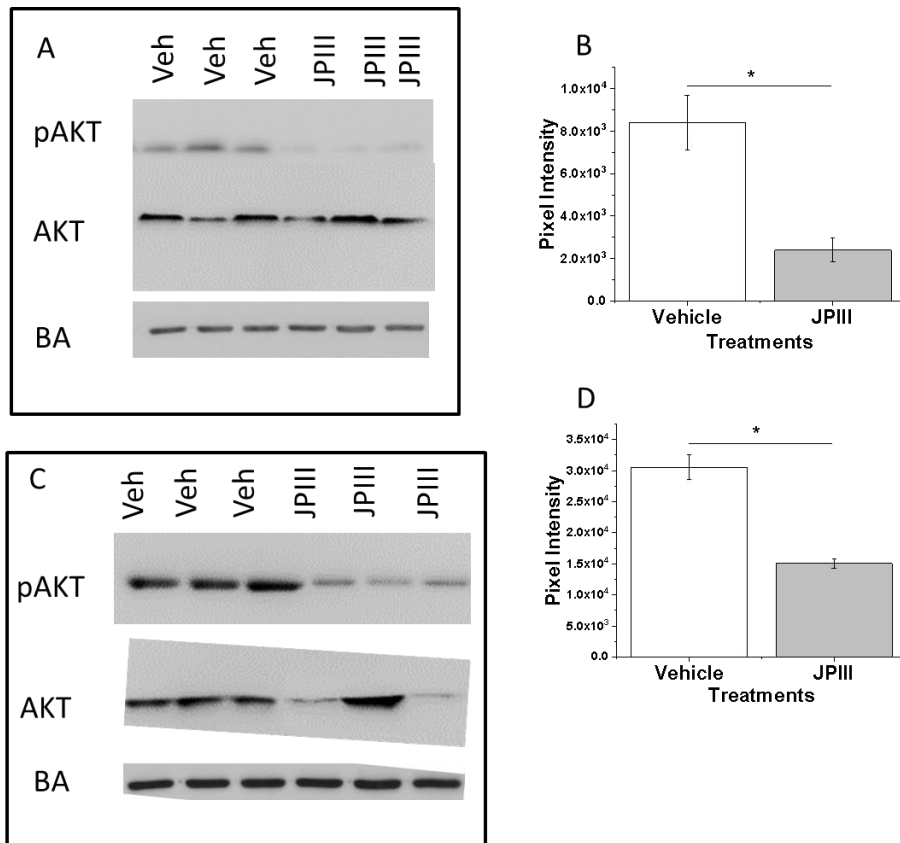 A
Veh Veh Veh JPIII JPIII JPIII
pAKT
AKT
BA
B
*
Pixel Intensity
1.0x10⁴
8.0x10³
6.0x10³
4.0x10³
2.0x10³
0.0
Vehicle JPIII
Treatments
C
Veh Veh Veh JPIII JPIII JPIII
pAKT
AKT
BA
D
*
Pixel Intensity
3.5x10⁴
3.0x10⁴
2.5x10⁴
2.0x10⁴
1.5x10⁴
1.0x10⁴
5.0x10³
0.0
Vehicle JPIII
Treatments